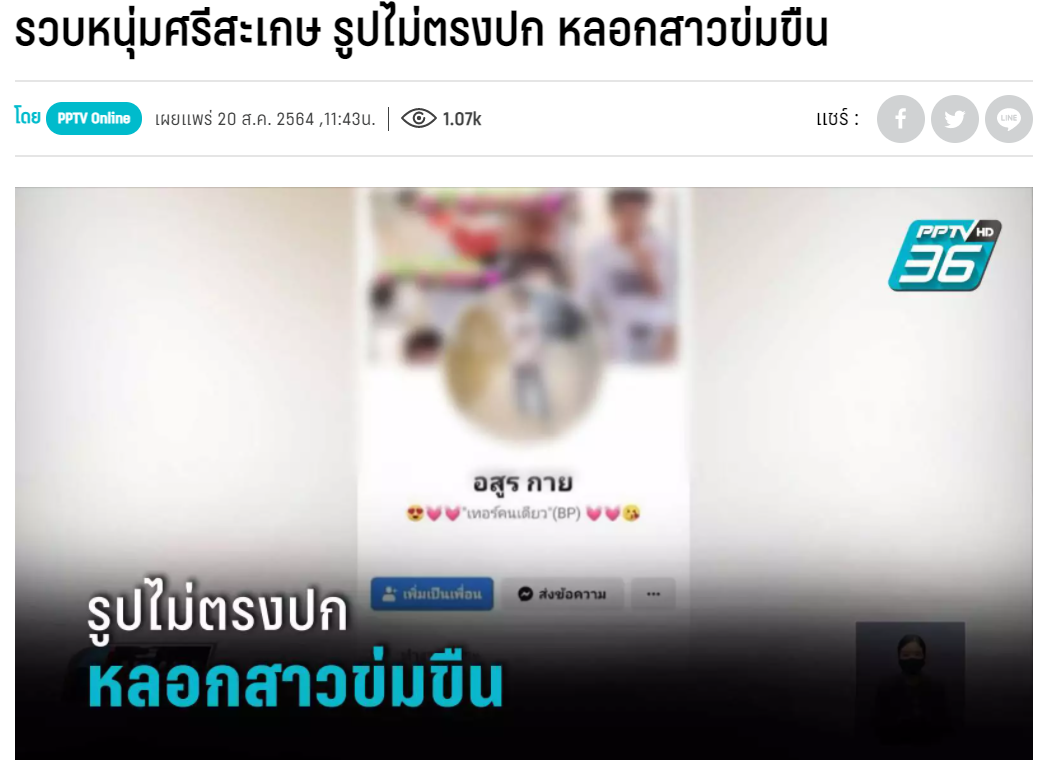 รวบหนุ่มศรีสะเกษ รูปไม่ตรงปก หลอกสาวข่มขืน
โดย PPTV Online เผยแพร่ 20 ส.ค. 2564 ,11:43น. 1.07k แชร์ :
LINE
PPTV HD
36
อสูร กาย
😍💗💗"เทอร์คนเดียว"(BP) 💗💗😘
เพิ่มเป็นเพื่อน ส่งข้อความ ...
รูปไม่ตรงปก
หลอกสาวข่มขืน